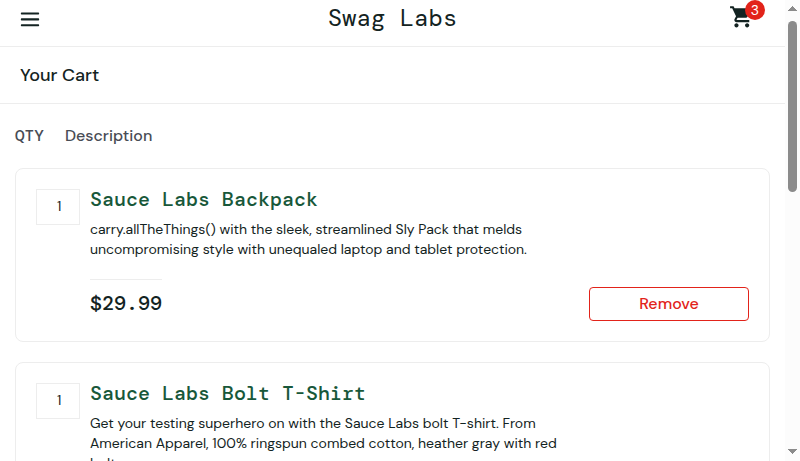 Swag Labs
3
Your Cart
QTY Description
1
Sauce Labs Backpack
carry.allTheThings() with the sleek, streamlined Sly Pack that melds
uncompromising style with unequaled laptop and tablet protection.
$29.99
Remove
1
Sauce Labs Bolt T-Shirt
Get your testing superhero on with the Sauce Labs bolt T-shirt. From
American Apparel, 100% ringspun combed cotton, heather gray with red